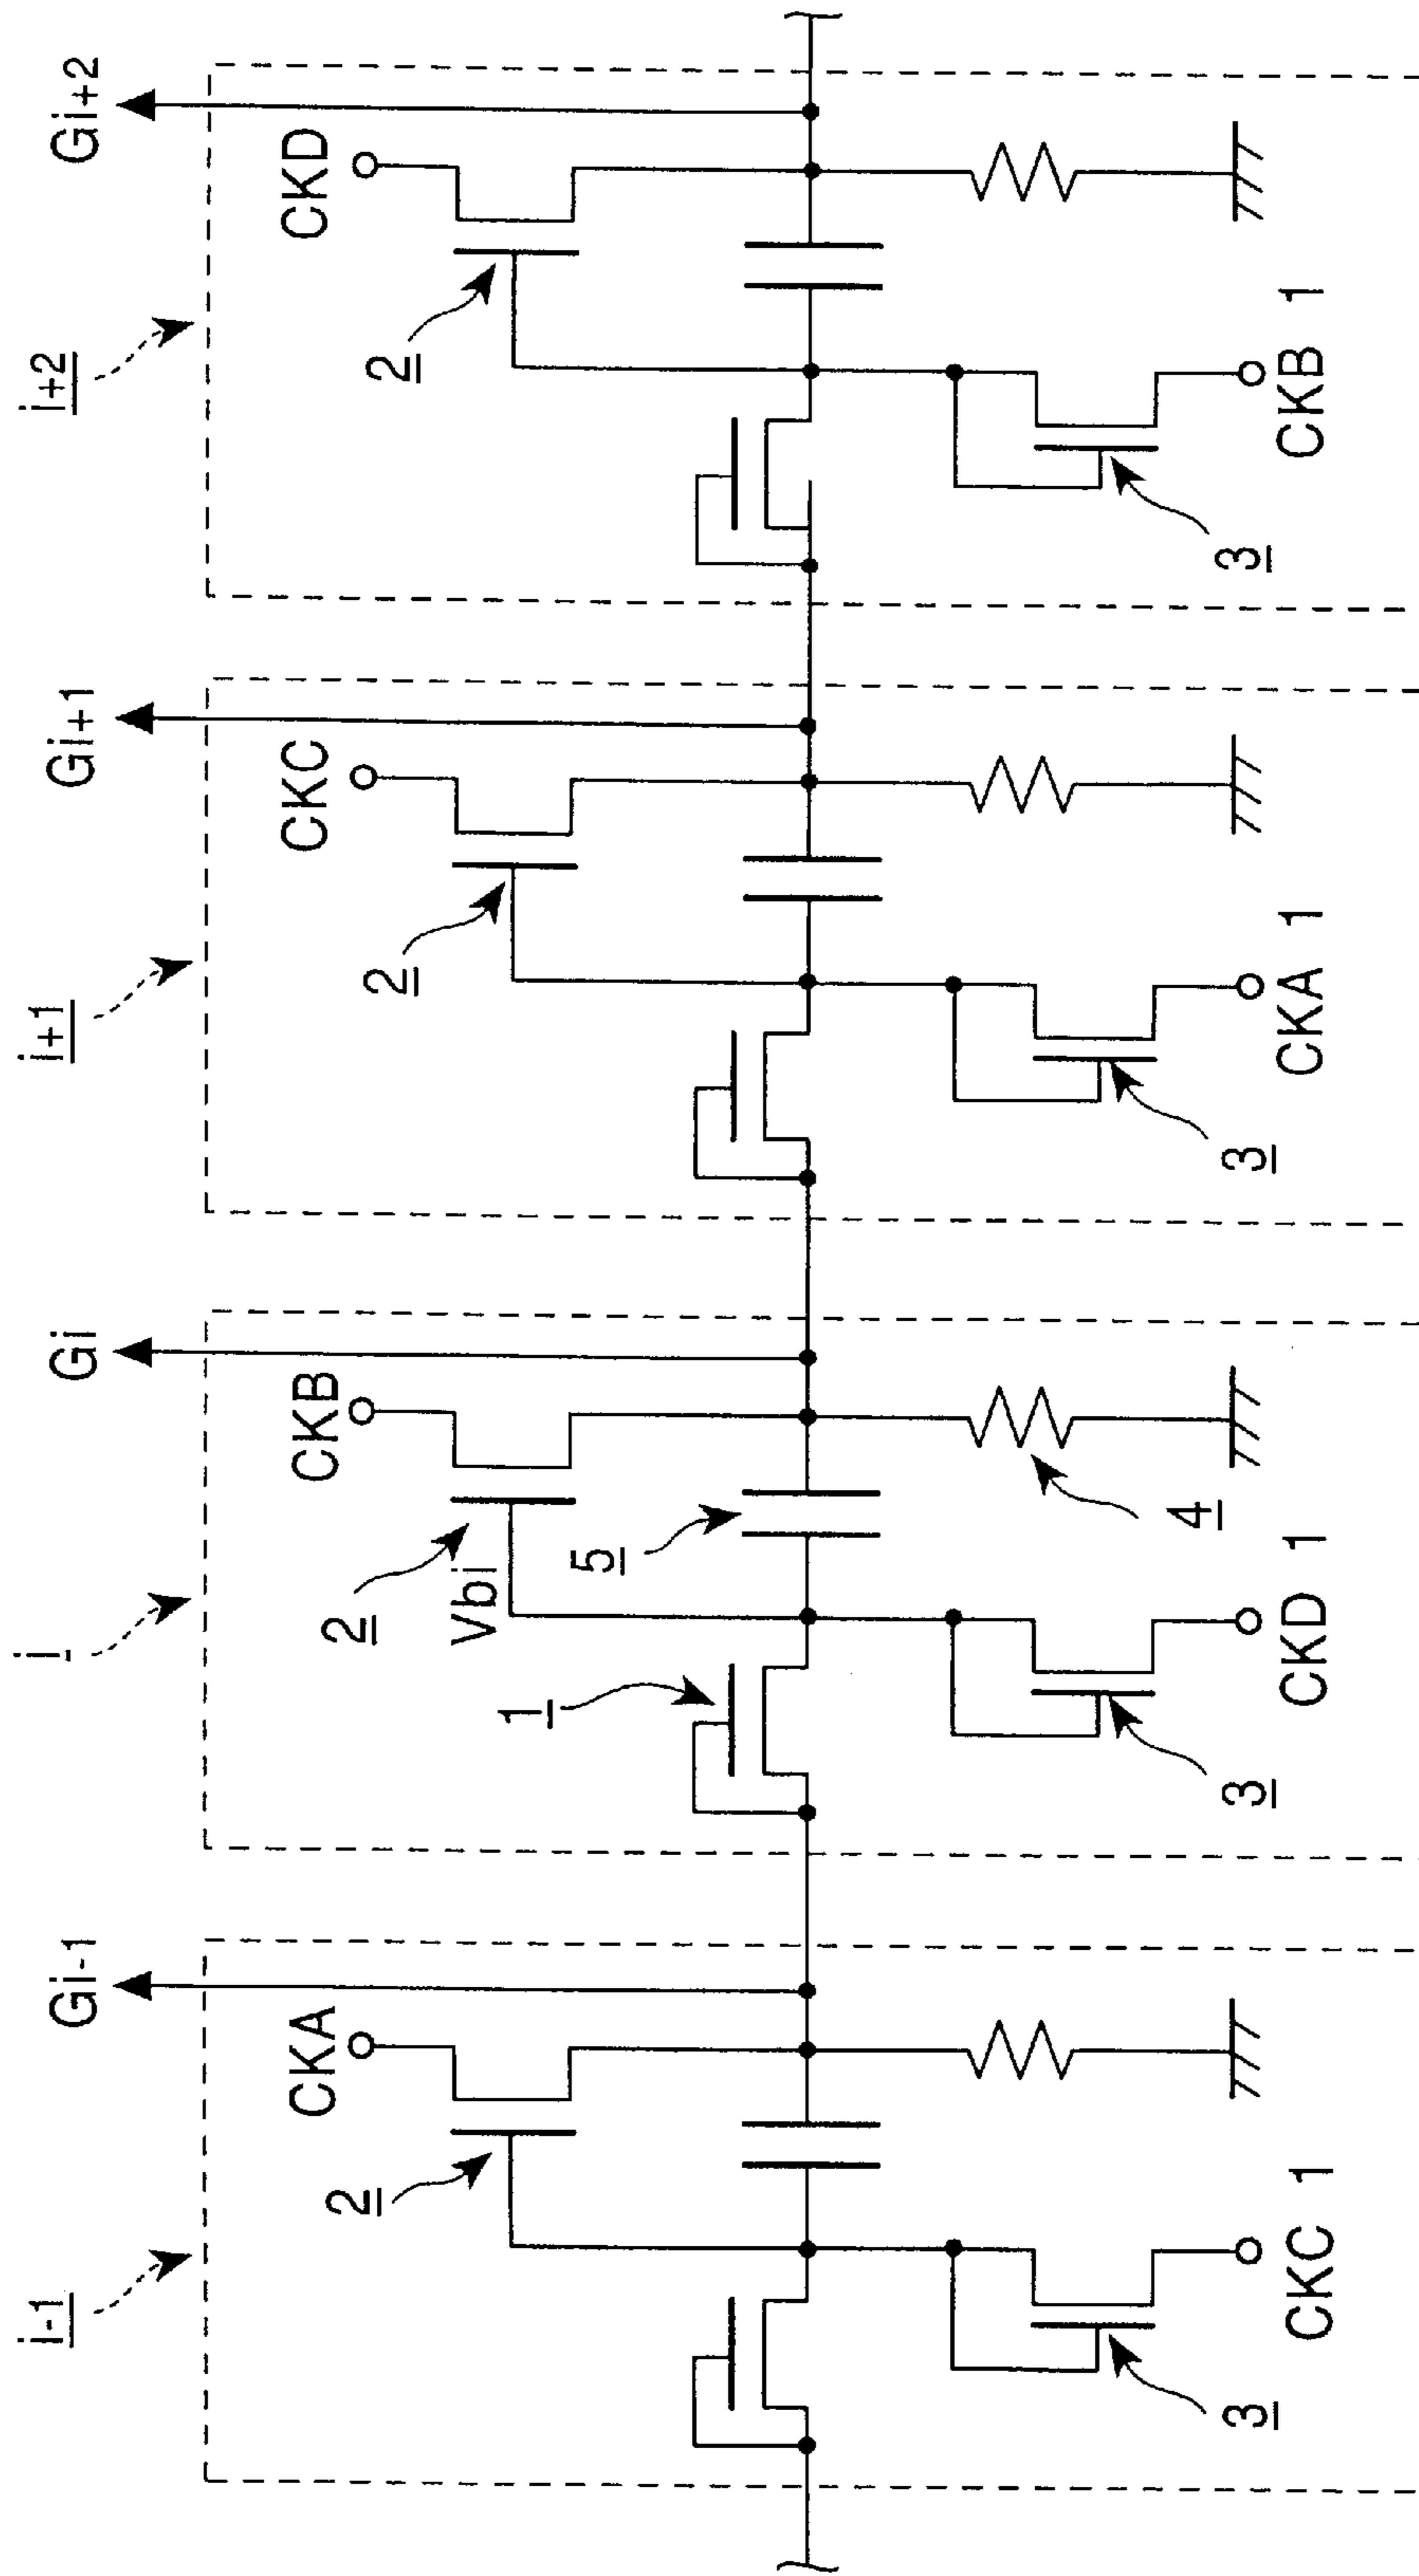 i-1
i
i+1
i+2
Gi-1
Gi
Gi+1
Gi+2
CKA
CKB
CKC
CKD
2
2
2
2
Vbi
1
5
4
3
3
3
3
CKC 1
CKD 1
CKA 1
CKB 1